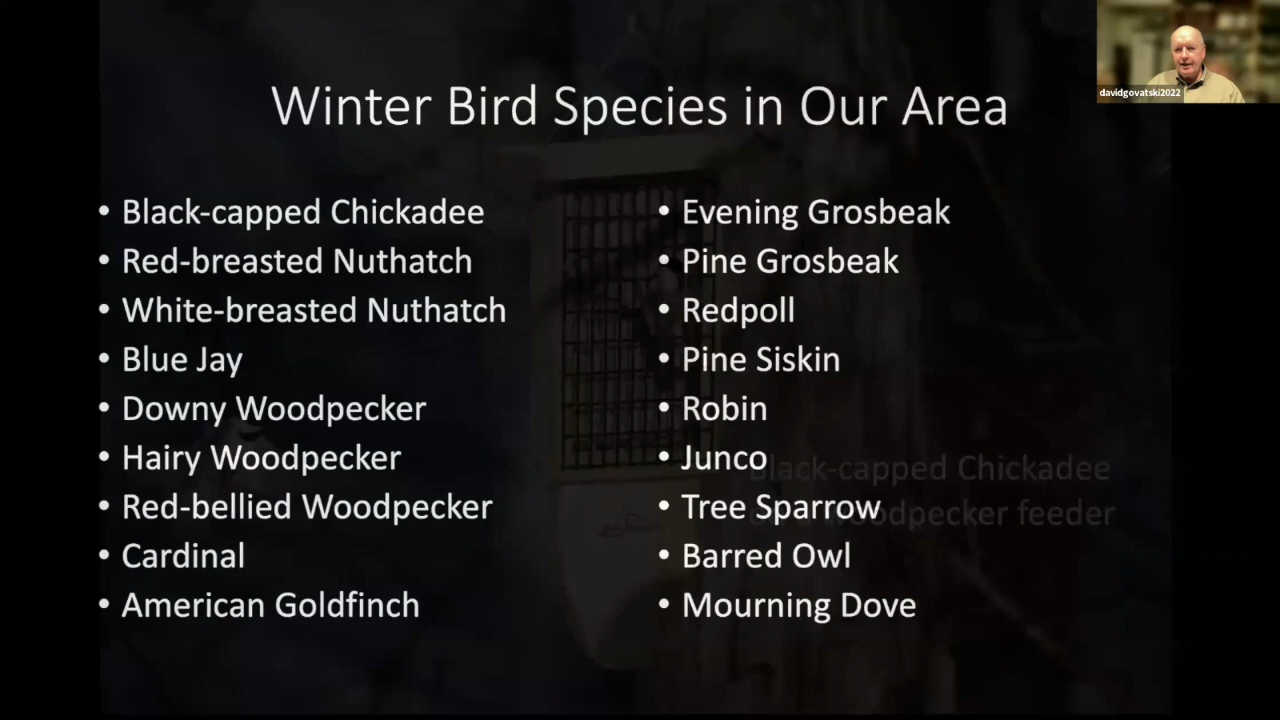 Winter Bird Species in Our Area
davidgovatski2022
• Black-capped Chickadee
• Red-breasted Nuthatch
• White-breasted Nuthatch
• Blue Jay
• Downy Woodpecker
• Hairy Woodpecker
• Red-bellied Woodpecker
• Cardinal
• American Goldfinch
• Evening Grosbeak
• Pine Grosbeak
• Redpoll
• Pine Siskin
• Robin
• Junco
• Tree Sparrow
• Barred Owl
• Mourning Dove
Black-capped Chickadee
woodpecker feeder